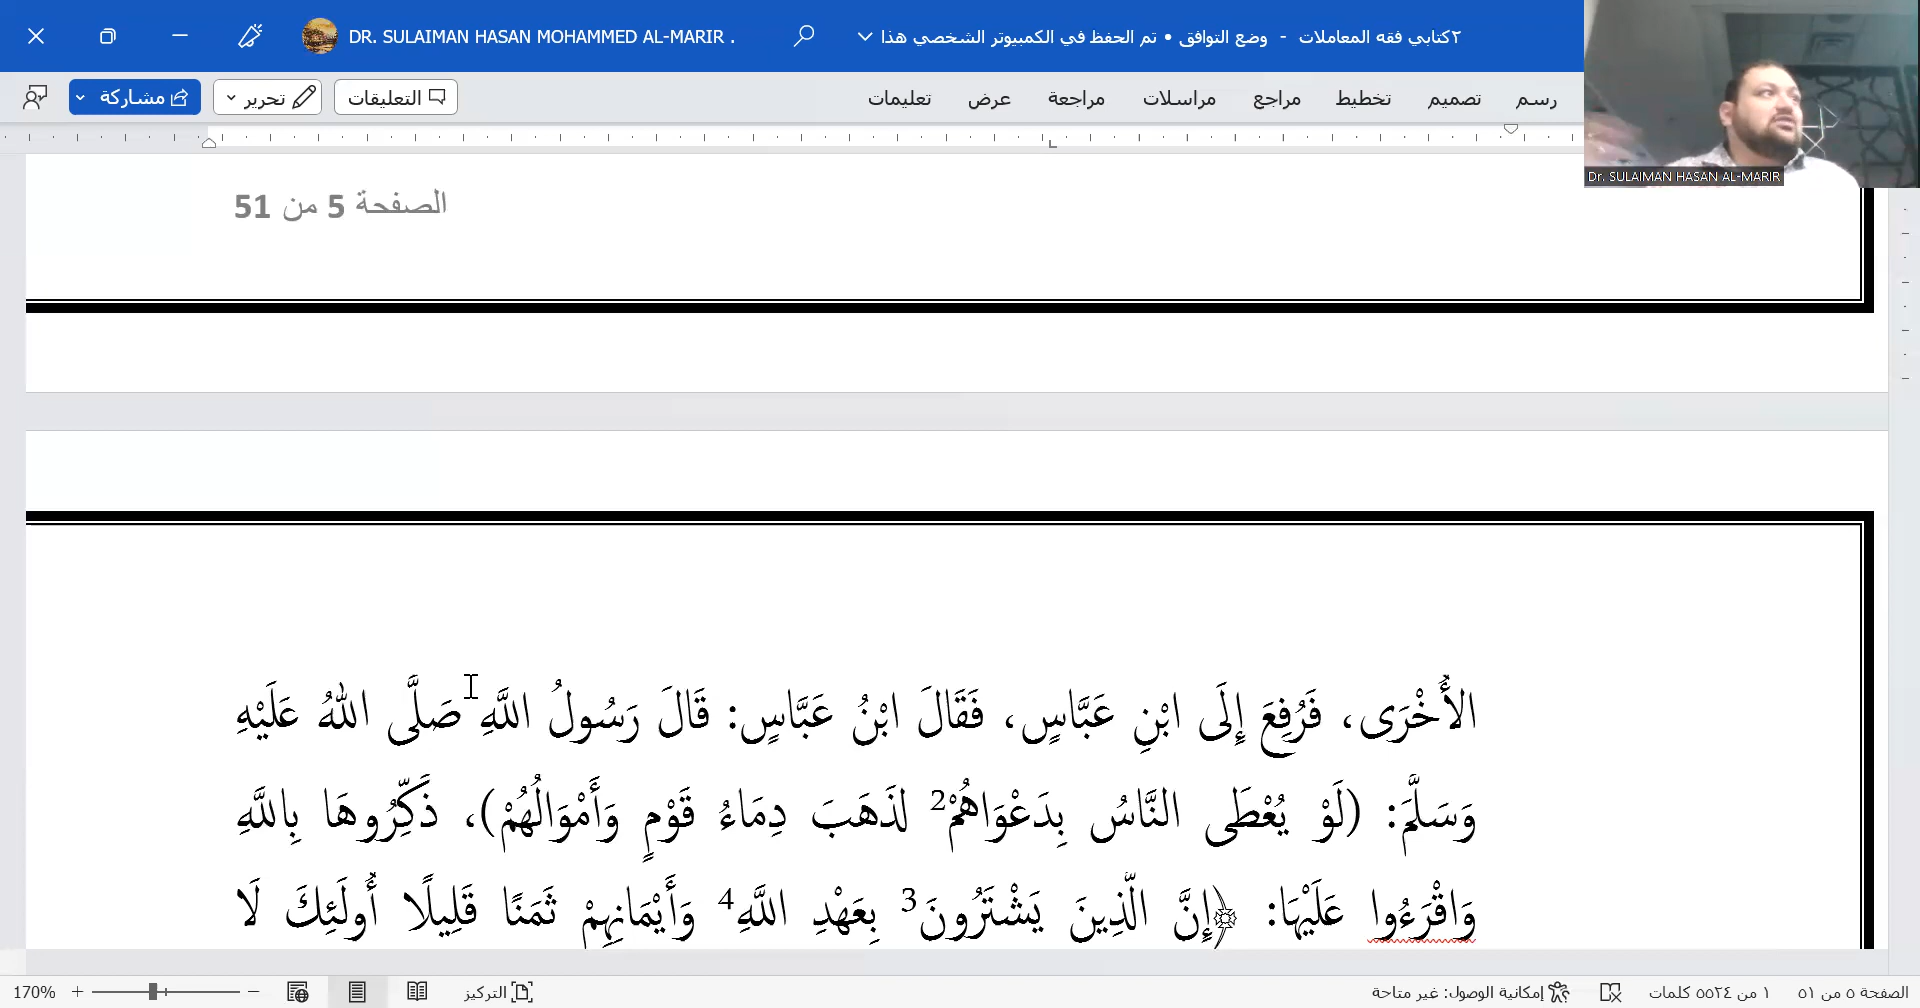 ٢كتابي فقه المعاملات - وضع التوافق • تم الحفظ في الكمبيوتر الشخصي هذا
DR. SULAIMAN HASAN MOHAMMED AL-MARIR .
رسم تصميم تخطيط مراجع مراسلات مراجعة عرض تعليمات
التعليقات تحرير مشاركة
Dr. SULAIMAN HASAN AL-MARIR
الصفحة 5 من 51
الأُخْرَى، فَرُفِعَ إِلَى ابْنِ عَبَّاسٍ، فَقَالَ ابْنُ عَبَّاسٍ: قَالَ رَسُولُ اللَّهِ صَلَّى اللهُ عَلَيْهِ
وَسَلَّمَ: (لَوْ يُعْطَى النَّاسُ بِدَعْوَاهُمْ2 لَذَهَبَ دِمَاءُ قَوْمٍ وَأَمْوَالُهُمْ)، ذَكِّرُوهَا بِاللَّهِ
وَاقْرَءُوا عَلَيْهَا: ﴿إِنَّ الَّذِينَ يَشْتَرُونَ3 بِعَهْدِ اللَّهِ4 وَأَيْمَانِهِمْ ثَمَنًا قَلِيلًا أُولَئِكَ لَا
الصفحة ٥ من ٥١ ١ من ٥٥٢٤ كلمات إمكانية الوصول: غير متاحة التركيز 170%